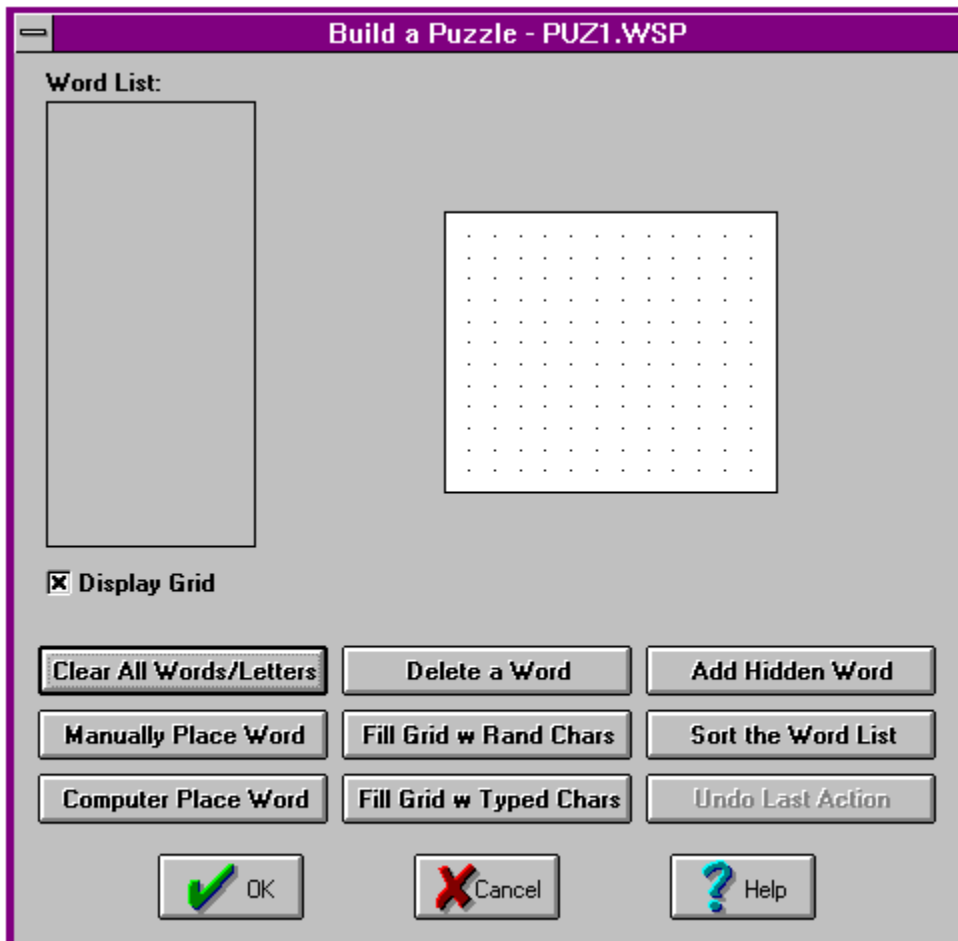 Build a Puzzle - PUZ1.WSP
Word List:
Display Grid
Clear All Words/Letters Delete a Word Add Hidden Word
Manually Place Word Fill Grid w Rand Chars Sort the Word List
Computer Place Word Fill Grid w Typed Chars Undo Last Action
OK Cancel Help